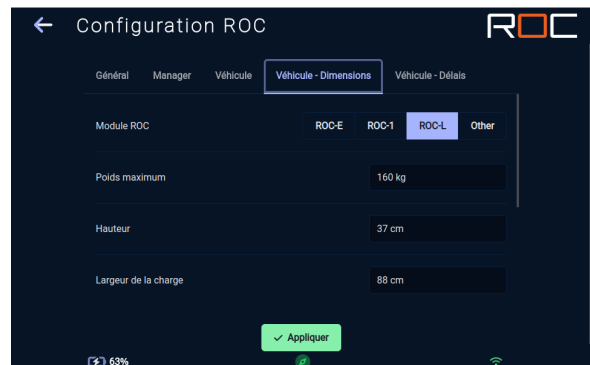 Configuration ROC
ROC
Général Manager Véhicule Véhicule - Dimensions Véhicule - Délais
Module ROC ROC-E ROC-1 ROC-L Other
Poids maximum 160 kg
Hauteur 37 cm
Largeur de la charge 88 cm
Appliquer
63%